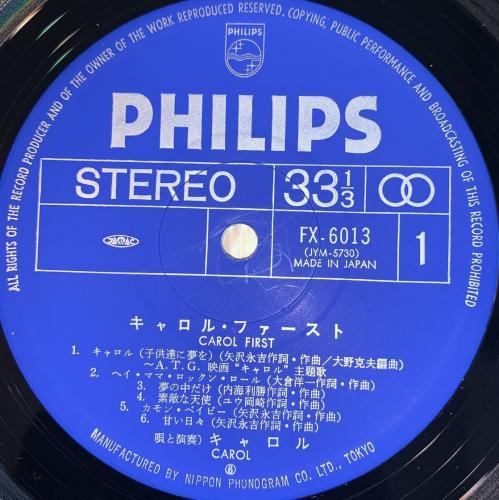 ALL RIGHTS OF THE RECORD PRODUCER AND OF THE OWNER OF THE WORK REPRODUCED RESERVED. COPYING, PUBLIC PERFORMANCE AND BROADCASTING OF THIS RECORD PROHIBITED
PHILIPS
PHILIPS
STEREO 33 1/3
JAMAC FX-6013 1
(JYM-5730)
MADE IN JAPAN
キャロル・ファースト
CAROL FIRST
1. キャロル(子供達に夢を)(矢沢永吉作詞・作曲/大野克夫編曲)
～A.T.G. 映画“キャロル”主題歌
2. ヘイ・ママ・ロックン・ロール(大倉洋一作詞・作曲)
3. 夢の中だけ(内海利勝作詞・作曲)
4. 素敵な天使(ユウ岡崎作詞・作曲)
5. カモン・ベイビー(矢沢永吉作詞・作曲)
6. 甘い日々(矢沢永吉作詞・作曲)
唄と演奏)キャロル
CAROL
⑥
MANUFACTURED BY NIPPON PHONOGRAM CO., LTD., TOKYO